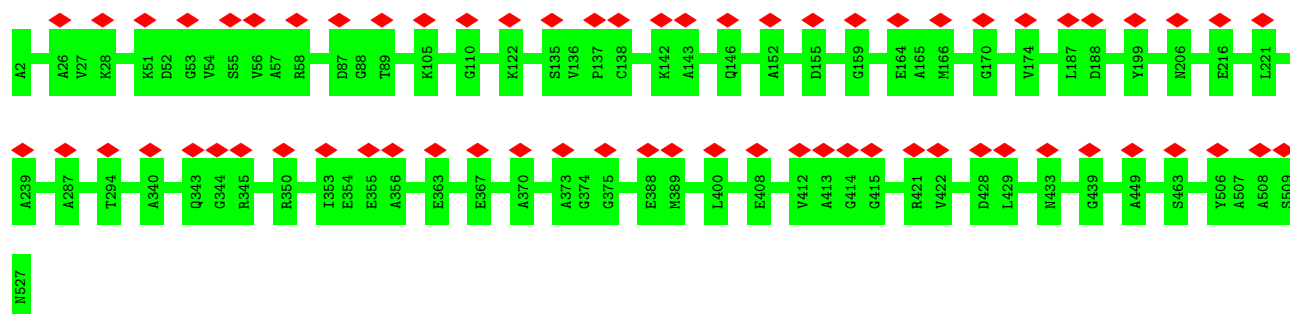 A2 A26 V27 K28 K51 D52 G53 V54 S55 V56 A57 R58 D87 G88 T89 K105 G110 K122 S135 V136 P137 C138 K142 A143 Q146 A152 D155 G159 E164 A165 M166 G170 V174 L187 D188 Y199 N206 E216 L221
A239 A287 T294 A340 Q343 G344 R345 R350 I353 E354 E355 A356 E363 E367 A370 A373 G374 G375 E388 M389 L400 E408 V412 A413 G414 G415 R421 V422 D428 L429 N433 G439 A449 S463 Y506 A507 A508 S509
N527